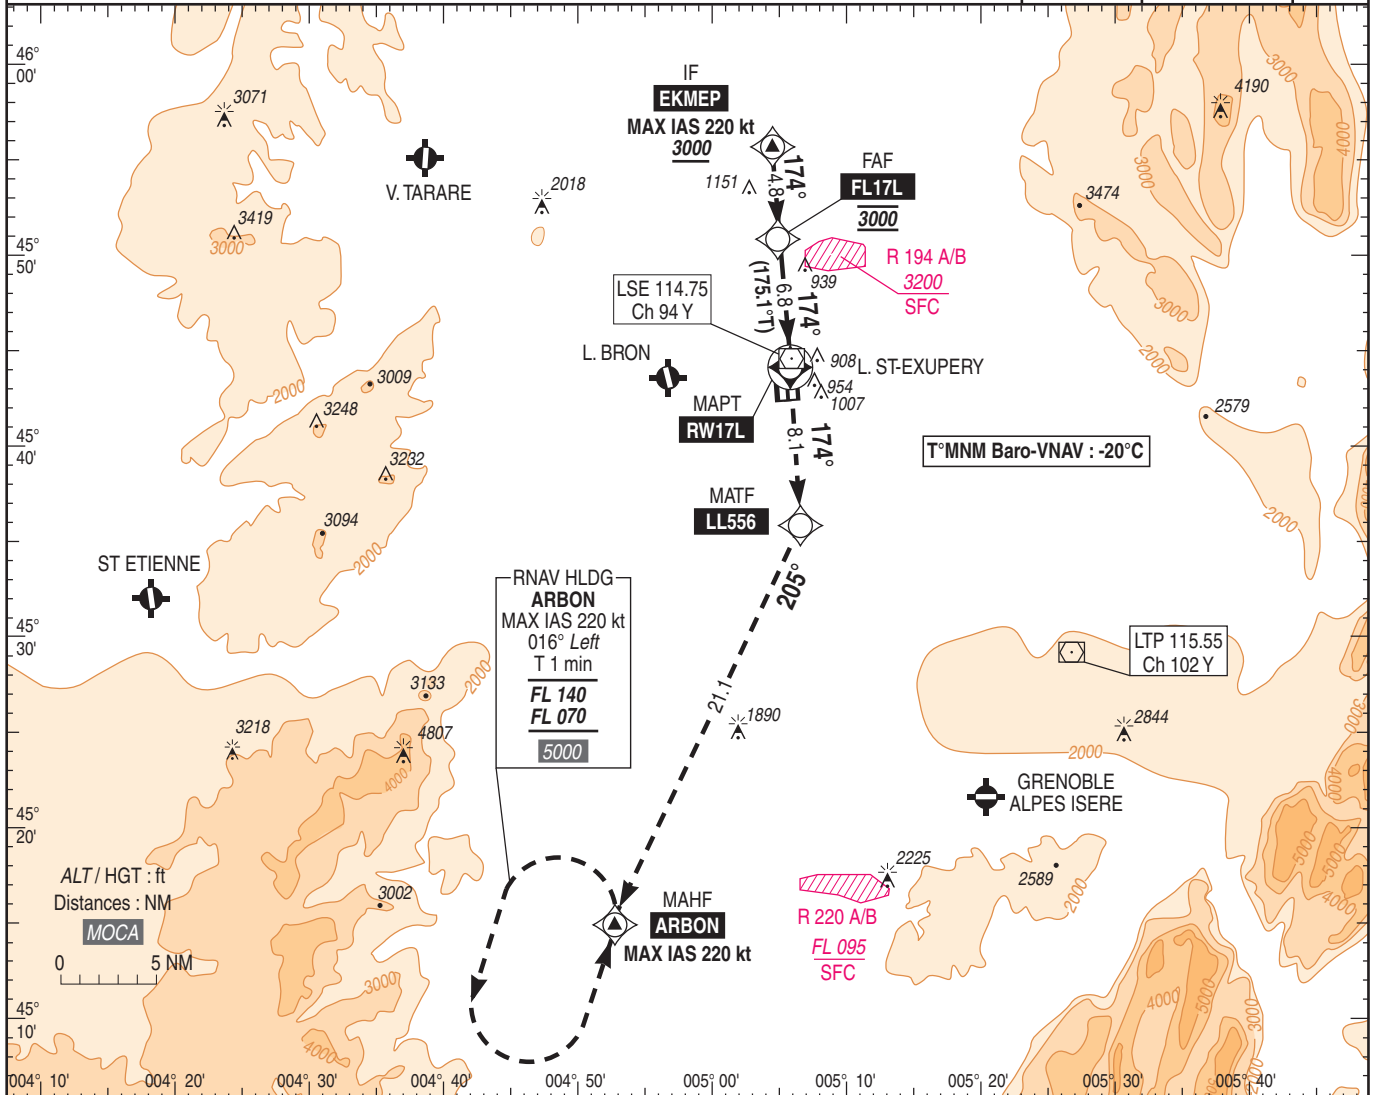 46°
00'
3071
V. TARARE
3419
3000
2018
IF
EKMEP
MAX IAS 220 kt
3000
1151
174°
4.8
FAF
FL17L
3000
R 194 A/B
3200
SFC
939
(175.1°T)
6.8
174°
LSE 114.75
Ch 94 Y
L. BRON
908
L. ST-EXUPERY
954
1007
MAPT
RW17L
8.1
174°
MATF
LL556
205°
21.1
4190
3000
4000
3000
3474
3000
2000
2579
2000
T°MNM Baro-VNAV : -20°C
45°
50'
2000
3009
3248
45°
40'
3232
3094
2000
ST ETIENNE
RNAV HLDG
ARBON
MAX IAS 220 kt
016° Left
T 1 min
FL 140
FL 070
5000
45°
30'
2000
3133
3218
4807
4000
1890
LTP 115.55
Ch 102 Y
2844
2000
3000
4000
GRENOBLE
ALPES ISERE
5000
5000
4000
45°
20'
2225
2589
2000
R 220 A/B
FL 095
SFC
ALT / HGT : ft
Distances : NM
MOCA
0 5 NM
3002
3000
4000
MAHF
ARBON
MAX IAS 220 kt
45°
10'
4000
5000
3000
2000
004° 10' 004° 20' 004° 30' 004° 40' 004° 50' 005° 00' 005° 10' 005° 20' 005° 30' 005° 40'